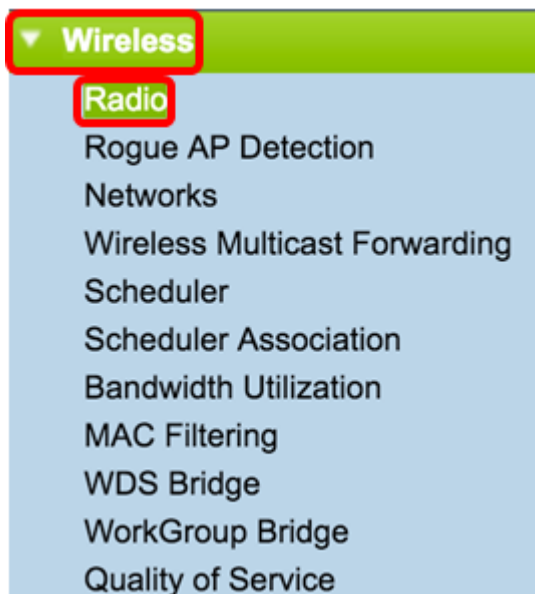 Wireless
Radio
Rogue AP Detection
Networks
Wireless Multicast Forwarding
Scheduler
Scheduler Association
Bandwidth Utilization
MAC Filtering
WDS Bridge
WorkGroup Bridge
Quality of Service